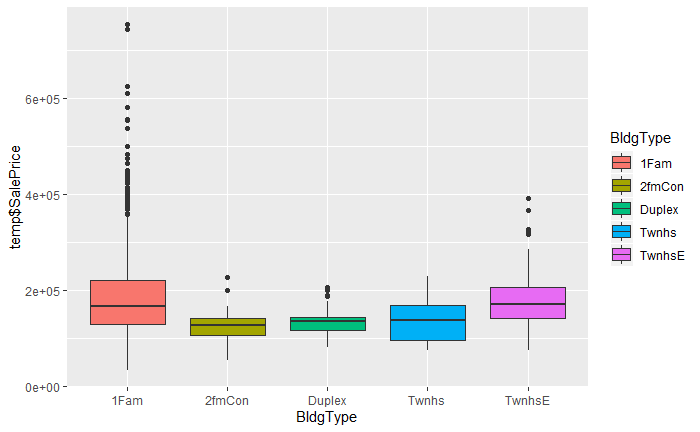 temp$SalePrice
6e+05
4e+05
2e+05
0e+00
1Fam 2fmCon Duplex Twnhs TwnhsE
BldgType
BldgType
1Fam
2fmCon
Duplex
Twnhs
TwnhsE